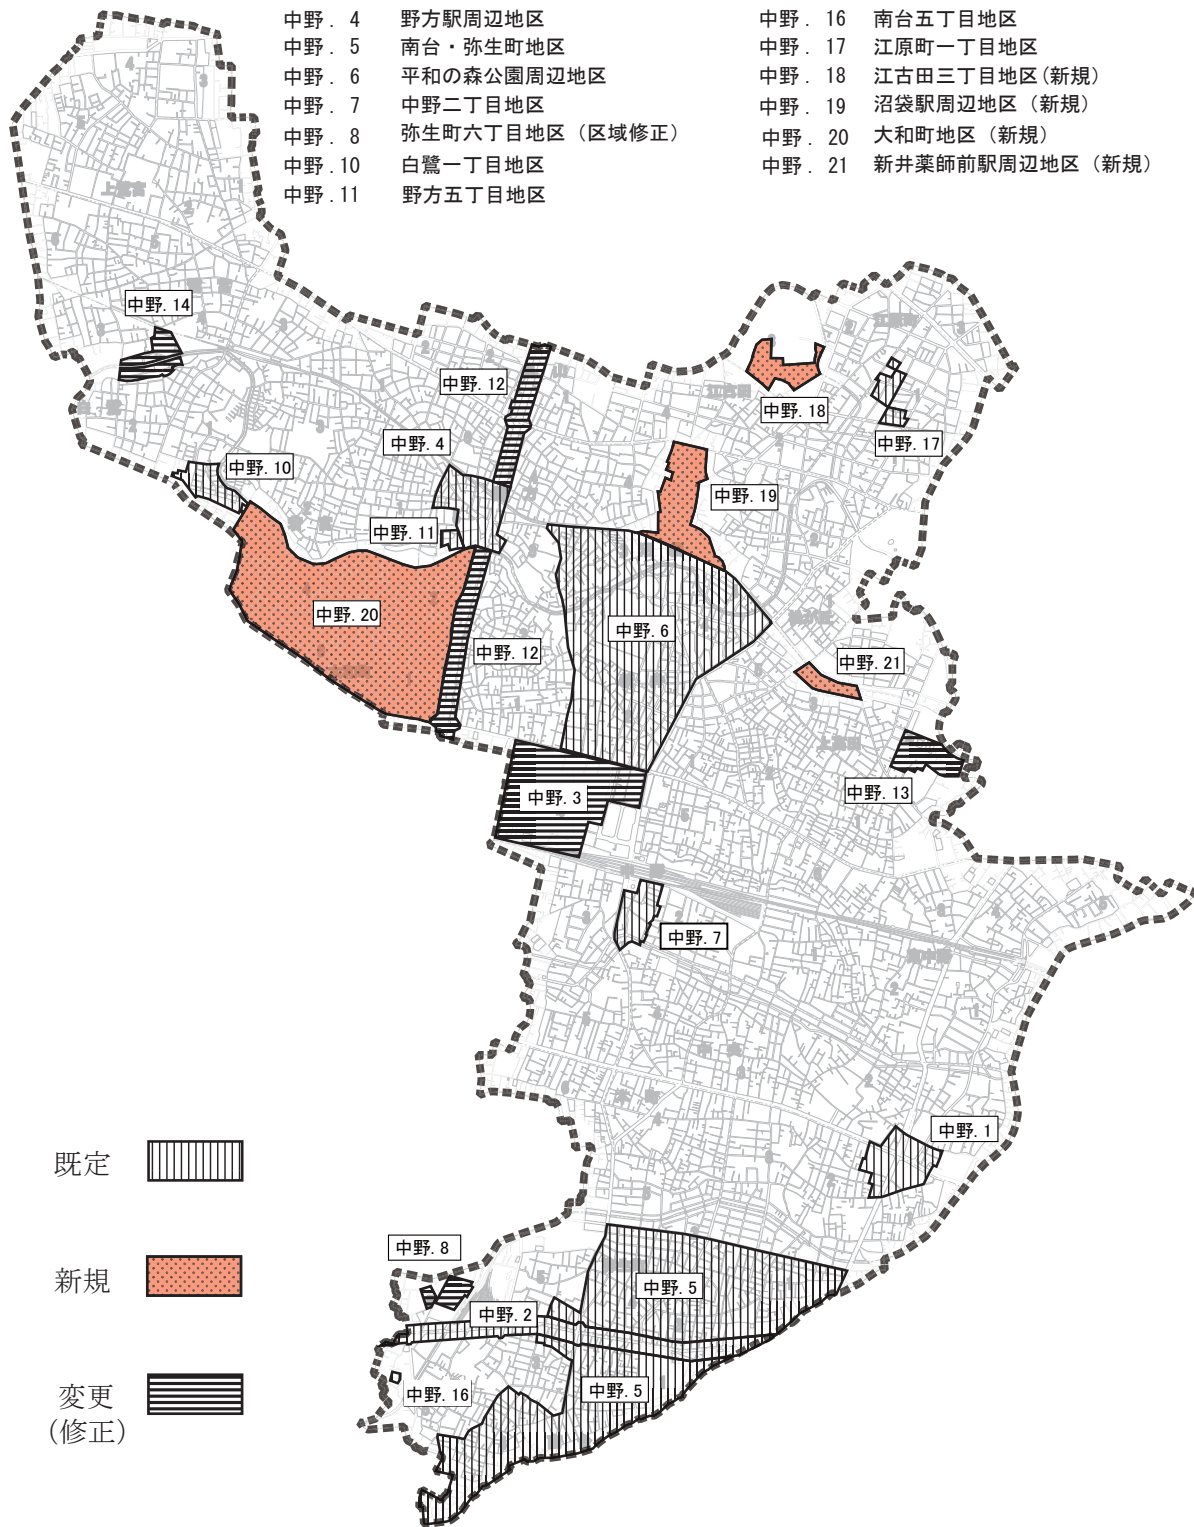 中野. 4 野方駅周辺地区
中野. 5 南台・弥生町地区
中野. 6 平和の森公園周辺地区
中野. 7 中野二丁目地区
中野. 8 弥生町六丁目地区（区域修正）
中野. 10 白鷺一丁目地区
中野. 11 野方五丁目地区
中野. 16 南台五丁目地区
中野. 17 江原町一丁目地区
中野. 18 江古田三丁目地区(新規)
中野. 19 沼袋駅周辺地区（新規）
中野. 20 大和町地区（新規）
中野. 21 新井薬師前駅周辺地区（新規）
中野. 14
中野. 12
中野. 18
中野. 4
中野. 17
中野. 10
中野. 19
中野. 11
中野. 20
中野. 6
中野. 12
中野. 21
中野. 3
中野. 13
中野. 7
中野. 1
既定
中野. 8
新規
中野. 5
中野. 2
変更
(修正)
中野. 16
中野. 5